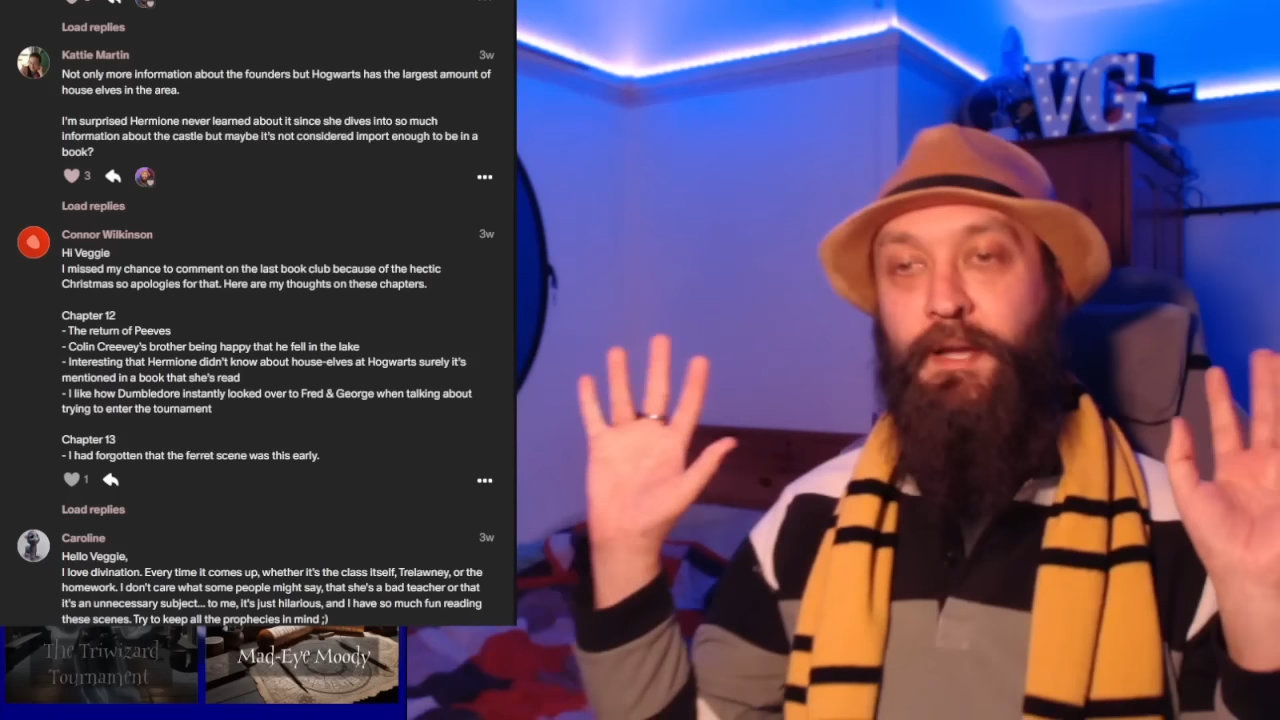 Load replies
Kattie Martin 3w
Not only more information about the founders but Hogwarts has the largest amount of
house elves in the area.
I'm surprised Hermione never learned about it since she dives into so much
information about the castle but maybe it's not considered import enough to be in a
book?
3
Load replies
Connor Wilkinson 3w
Hi Veggie
I missed my chance to comment on the last book club because of the hectic
Christmas so apologies for that. Here are my thoughts on these chapters.
Chapter 12
- The return of Peeves
- Colin Creevey's brother being happy that he fell in the lake
- Interesting that Hermione didn't know about house-elves at Hogwarts surely it's
mentioned in a book that she's read
- I like how Dumbledore instantly looked over to Fred & George when talking about
trying to enter the tournament
Chapter 13
- I had forgotten that the ferret scene was this early.
1
Load replies
Caroline 3w
Hello Veggie,
I love divination. Every time it comes up, whether it's the class itself, Trelawney, or the
homework. I don't care what some people might say, that she's a bad teacher or that
it's an unnecessary subject... to me, it's just hilarious, and I have so much fun reading
these scenes. Try to keep all the prophecies in mind ;)
The Triwizard
Tournament
Mad-Eye Moody
VG